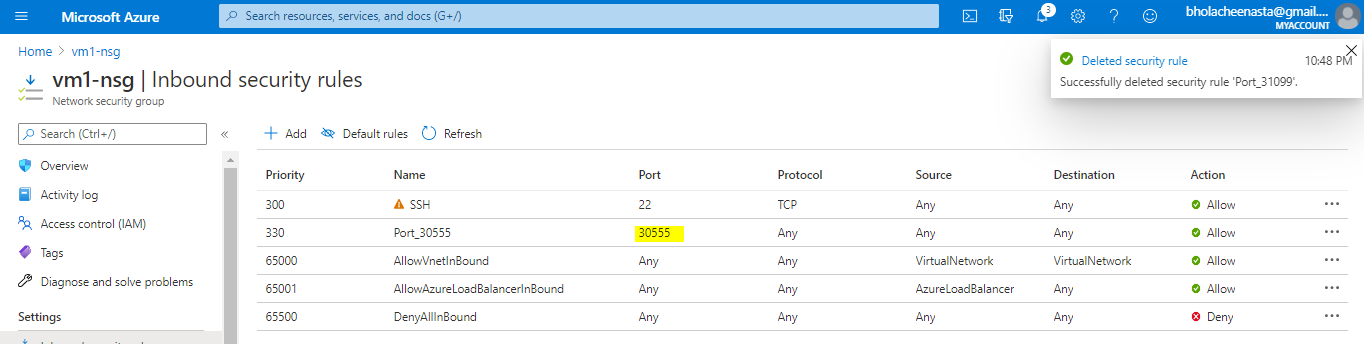 Microsoft Azure
Search resources, services, and docs (G+/)
3
bholacheenasta@gmail....
MYACCOUNT
Home > vm1-nsg
Deleted security rule 10:48 PM
Successfully deleted security rule 'Port_31099'.
vm1-nsg | Inbound security rules
Network security group
Search (Ctrl+/)
Overview
Activity log
Access control (IAM)
Tags
Diagnose and solve problems
Settings
Add Default rules Refresh
Priority Name Port Protocol Source Destination Action
300 SSH 22 TCP Any Any Allow
330 Port_30555 30555 Any Any Any Allow
65000 AllowVnetInBound Any Any VirtualNetwork VirtualNetwork Allow
65001 AllowAzureLoadBalancerInBound Any Any AzureLoadBalancer Any Allow
65500 DenyAllInBound Any Any Any Any Deny